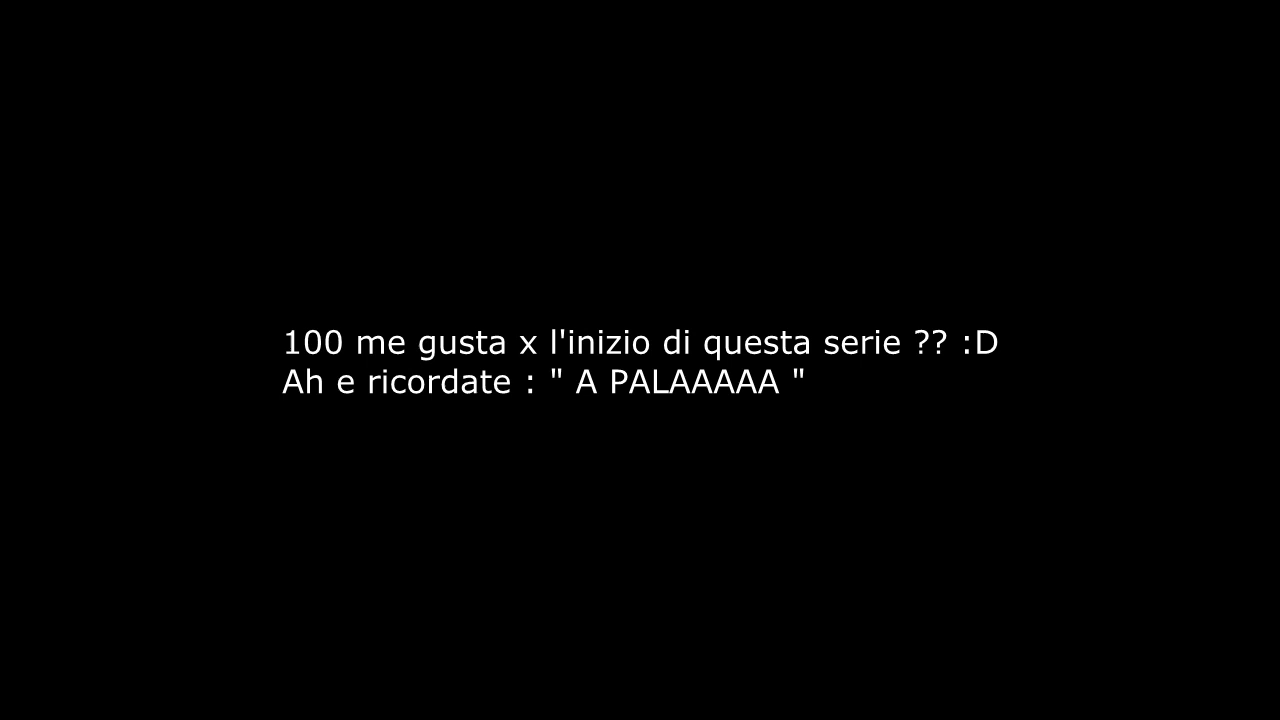 100 me gusta x l'inizio di questa serie ?? :D
Ah e ricordate : " A PALAAAAA "